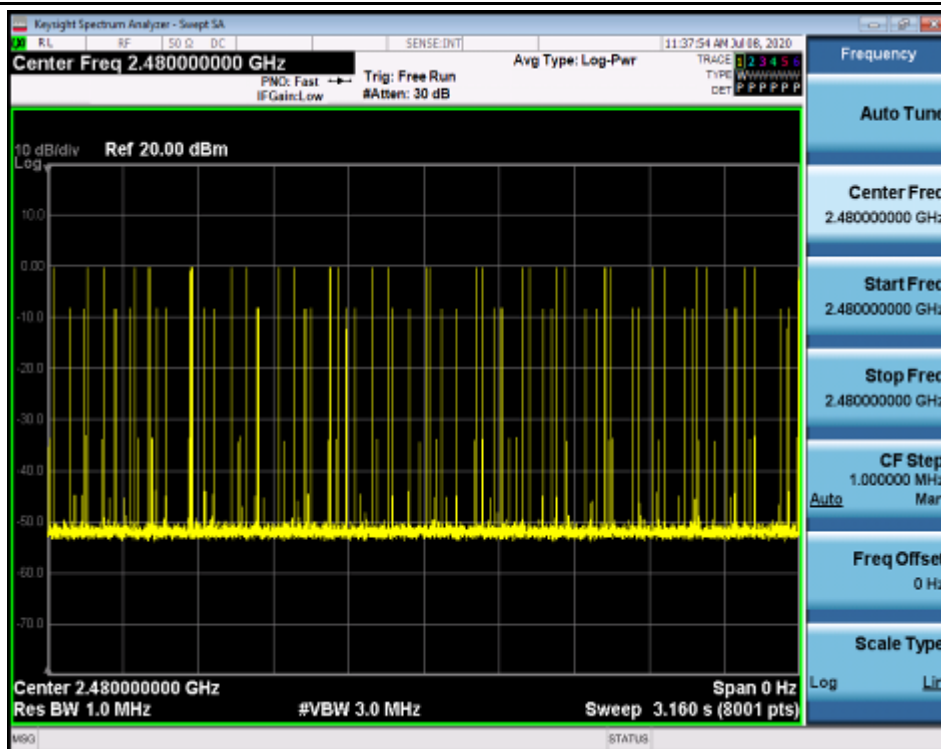 Keysight Spectrum Analyzer - Swept SA
RL RF 50 Ω DC SENSE:INT 11:37:54 AM Jul 08, 2020
Center Freq 2.480000000 GHz
Avg Type: Log-Pwr
TRACE 1 2 3 4 5 6
PNO: Fast
Trig: Free Run
TYPE WWWWWW
IFGain:Low
#Atten: 30 dB
DET P P P P P P
10 dB/div
Ref 20.00 dBm
Log
10.0
0.00
-10.0
-20.0
-30.0
-40.0
-50.0
-60.0
-70.0
Center 2.480000000 GHz
Span 0 Hz
Res BW 1.0 MHz
#VBW 3.0 MHz
Sweep 3.160 s (8001 pts)
MSG
STATUS
Frequency
Auto Tune
Center Freq
2.480000000 GHz
Start Freq
2.480000000 GHz
Stop Freq
2.480000000 GHz
CF Step
1.000000 MHz
Auto Man
Freq Offset
0 Hz
Scale Type
Log Lin